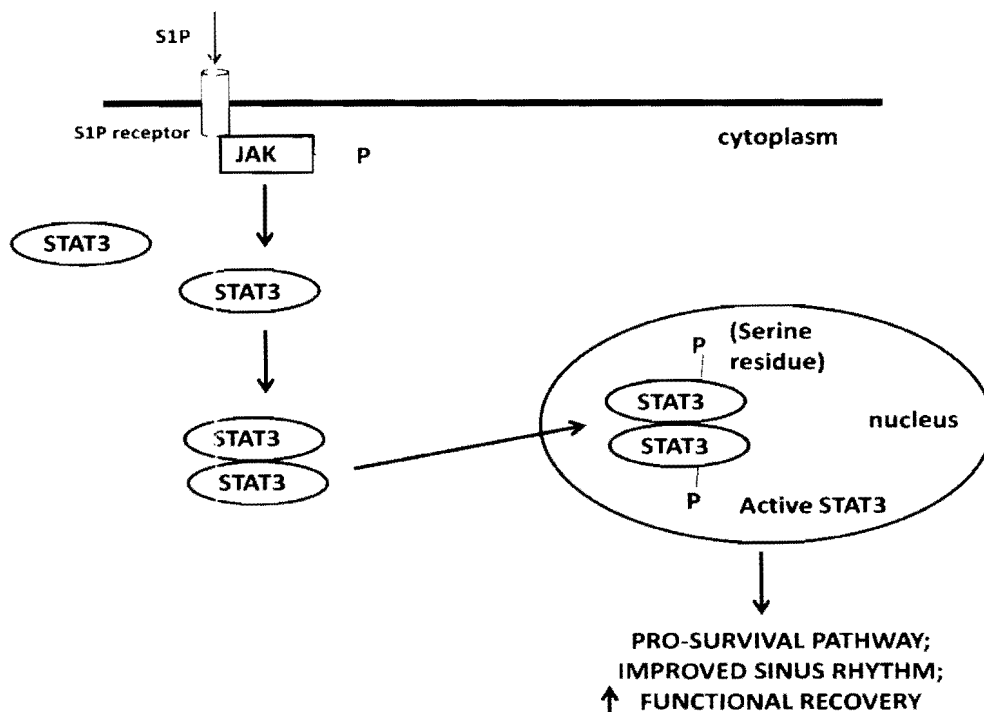 S1P
S1P receptor
cytoplasm
JAK
P
STAT3
STAT3
STAT3
STAT3
P
(Serine
residue)
STAT3
STAT3
nucleus
P
Active STAT3
PRO-SURVIVAL PATHWAY;
IMPROVED SINUS RHYTHM;
↑ FUNCTIONAL RECOVERY